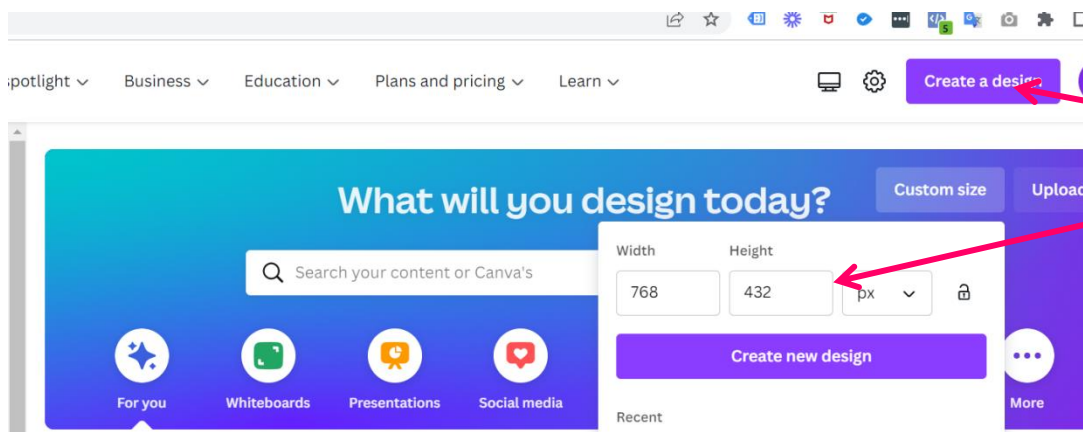 spotlight Business Education Plans and pricing Learn Create a design
What will you design today?
Custom size Upload
Search your content or Canva's
Width Height
768 432 px
Create new design
For you Whiteboards Presentations Social media More
Recent